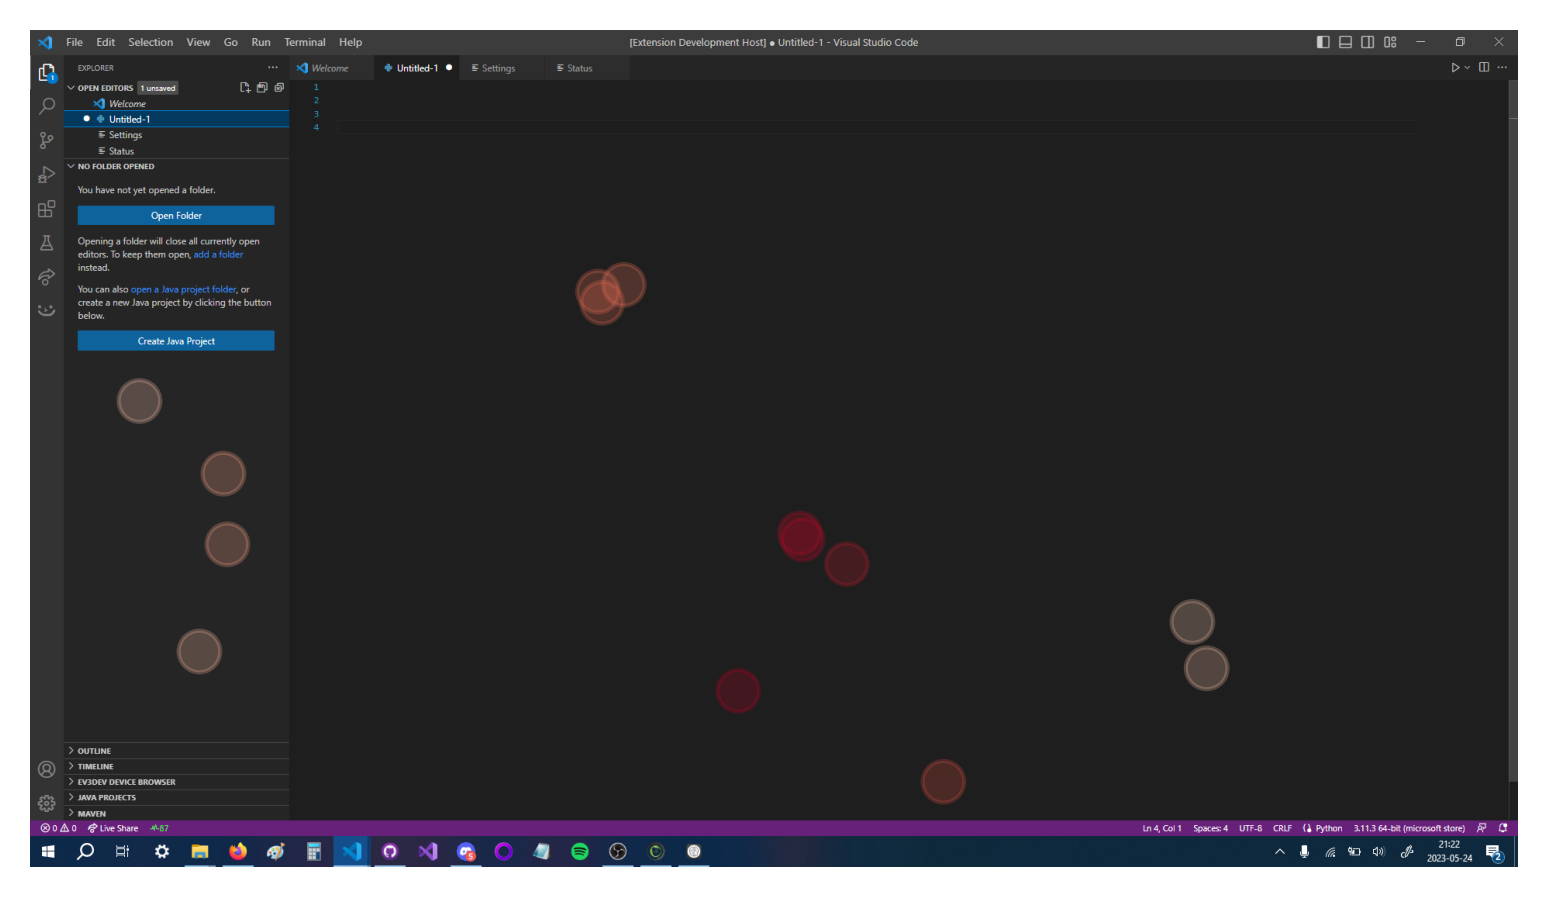 File Edit Selection View Go Run Terminal Help
[Extension Development Host] ● Untitled-1 - Visual Studio Code
EXPLORER
Welcome
Untitled-1
Settings
Status
OPEN EDITORS 1 unsaved
Welcome
Untitled-1
Settings
Status
NO FOLDER OPENED
You have not yet opened a folder.
Open Folder
Opening a folder will close all currently open
editors. To keep them open, add a folder
instead.
You can also open a Java project folder, or
create a new Java project by clicking the button
below.
Create Java Project
OUTLINE
TIMELINE
EV3DEV DEVICE BROWSER
JAVA PROJECTS
MAVEN
1
2
3
4
0 0 Live Share 87
Ln 4, Col 1 Spaces: 4 UTF-8 CRLF Python 3.11.3 64-bit (microsoft store)
21:22
2023-05-24
2